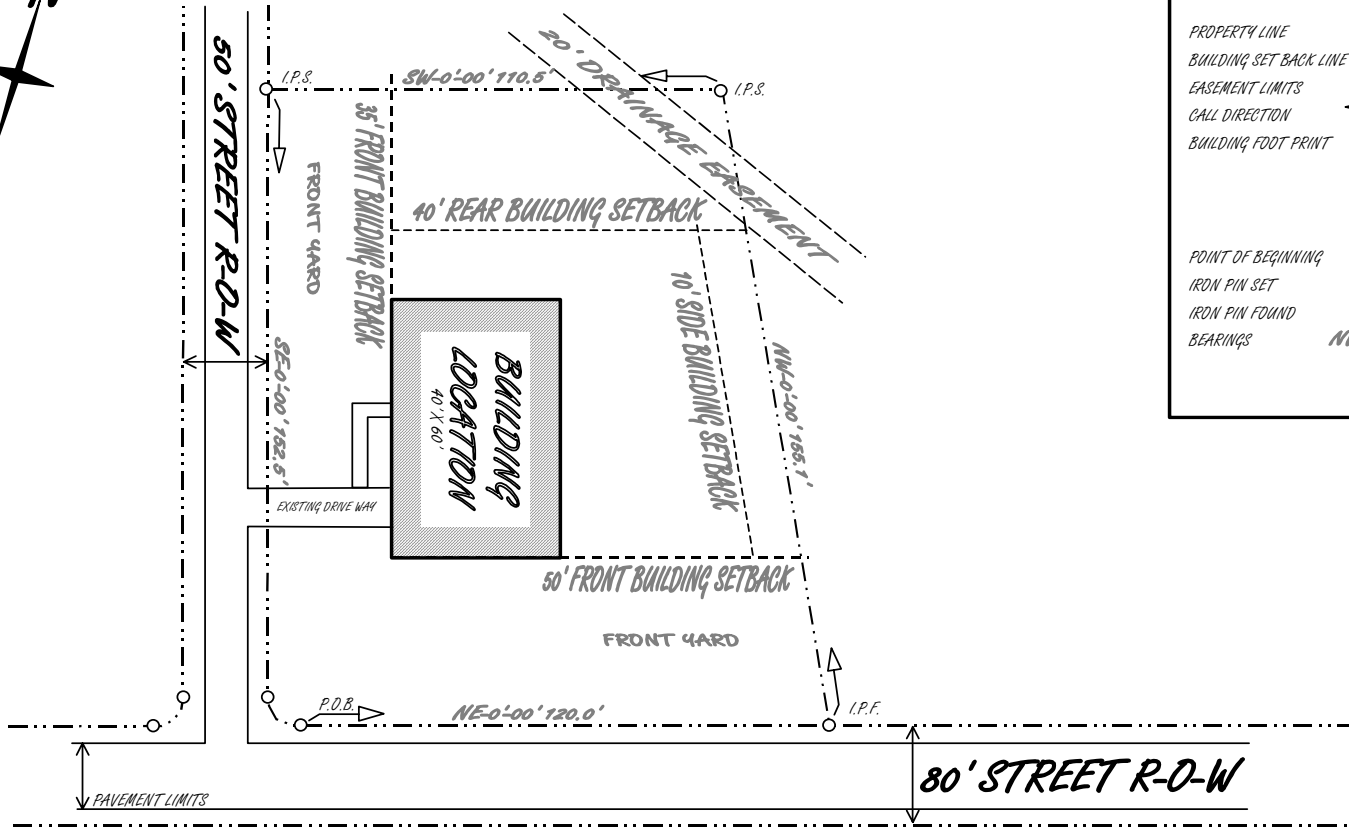 50' STREET R-O-W
I.P.S.
SW-0'-00' 110.5'
20' DRAINAGE EASEMENT
I.P.S.
35' FRONT BUILDING SETBACK
FRONT YARD
40' REAR BUILDING SETBACK
10' SIDE BUILDING SETBACK
NW-0'-00' 155.1'
SE-0'-00' 152.5'
BUILDING
LOCATION
40' X 60'
EXISTING DRIVE WAY
50' FRONT BUILDING SETBACK
FRONT YARD
P.O.B.
NE-0'-00' 120.0'
I.P.F.
80' STREET R-O-W
PAVEMENT LIMITS
PROPERTY LINE
BUILDING SET BACK LINE
EASEMENT LIMITS
CALL DIRECTION
BUILDING FOOT PRINT
POINT OF BEGINNING
IRON PIN SET
IRON PIN FOUND
BEARINGS